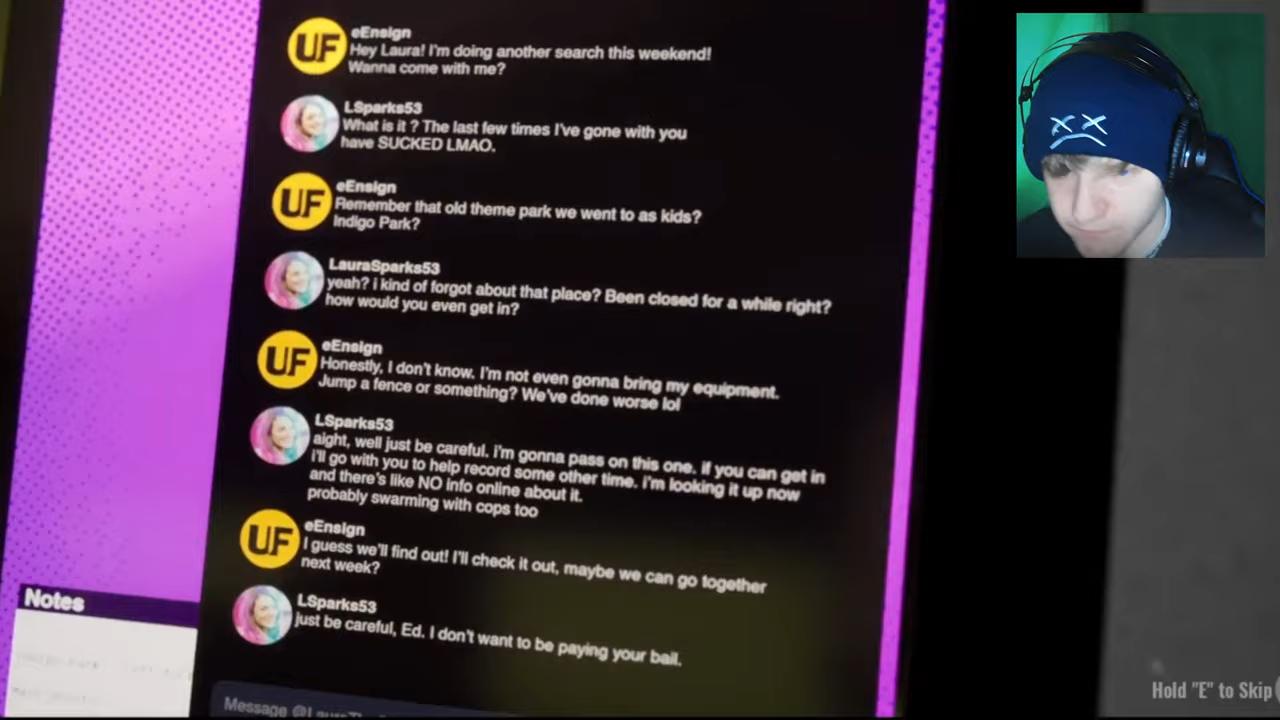 UF
eEnsign
Hey Laura! I'm doing another search this weekend!
Wanna come with me?
LSparks53
What is it ? The last few times I've gone with you
have SUCKED LMAO.
UF
eEnsign
Remember that old theme park we went to as kids?
Indigo Park?
LauraSparks53
yeah? i kind of forgot about that place? Been closed for a while right?
how would you even get in?
UF
eEnsign
Honestly, I don't know. I'm not even gonna bring my equipment.
Jump a fence or something? We've done worse lol
LSparks53
aight, well just be careful. i'm gonna pass on this one. if you can get in
i'll go with you to help record some other time. i'm looking it up now
and there's like NO info online about it.
probably swarming with cops too
UF
eEnsign
I guess we'll find out! I'll check it out, maybe we can go together
next week?
LSparks53
just be careful, Ed. I don't want to be paying your bail.
Notes
Message
Hold "E" to Skip